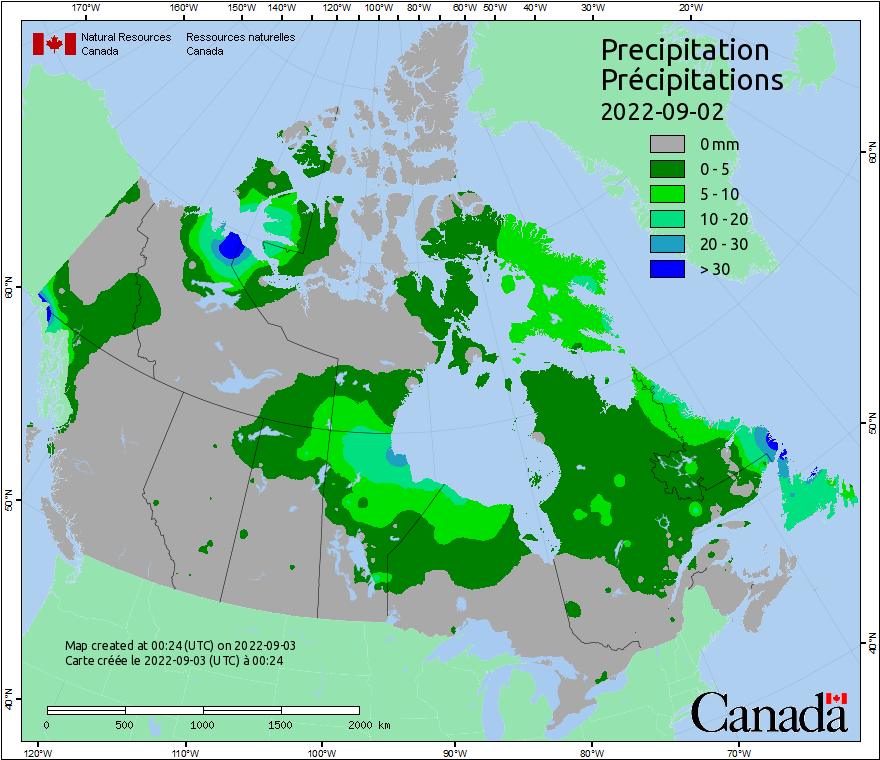 170°W 160°W 150°W 140°W 120°W 100°W 80°W 60°W 50°W 40°W 30°W 20°W
Natural Resources Ressources naturelles
Canada Canada
Precipitation
Précipitations
2022-09-02
0 mm
0 - 5
5 - 10
10 - 20
20 - 30
> 30
60°N
60°N
50°N
50°N
40°N
40°N
Map created at 00:24 (UTC) on 2022-09-03
Carte créée le 2022-09-03 (UTC) à 00:24
0 500 1000 1500 2000 km
Canada
120°W 110°W 100°W 90°W 80°W 70°W